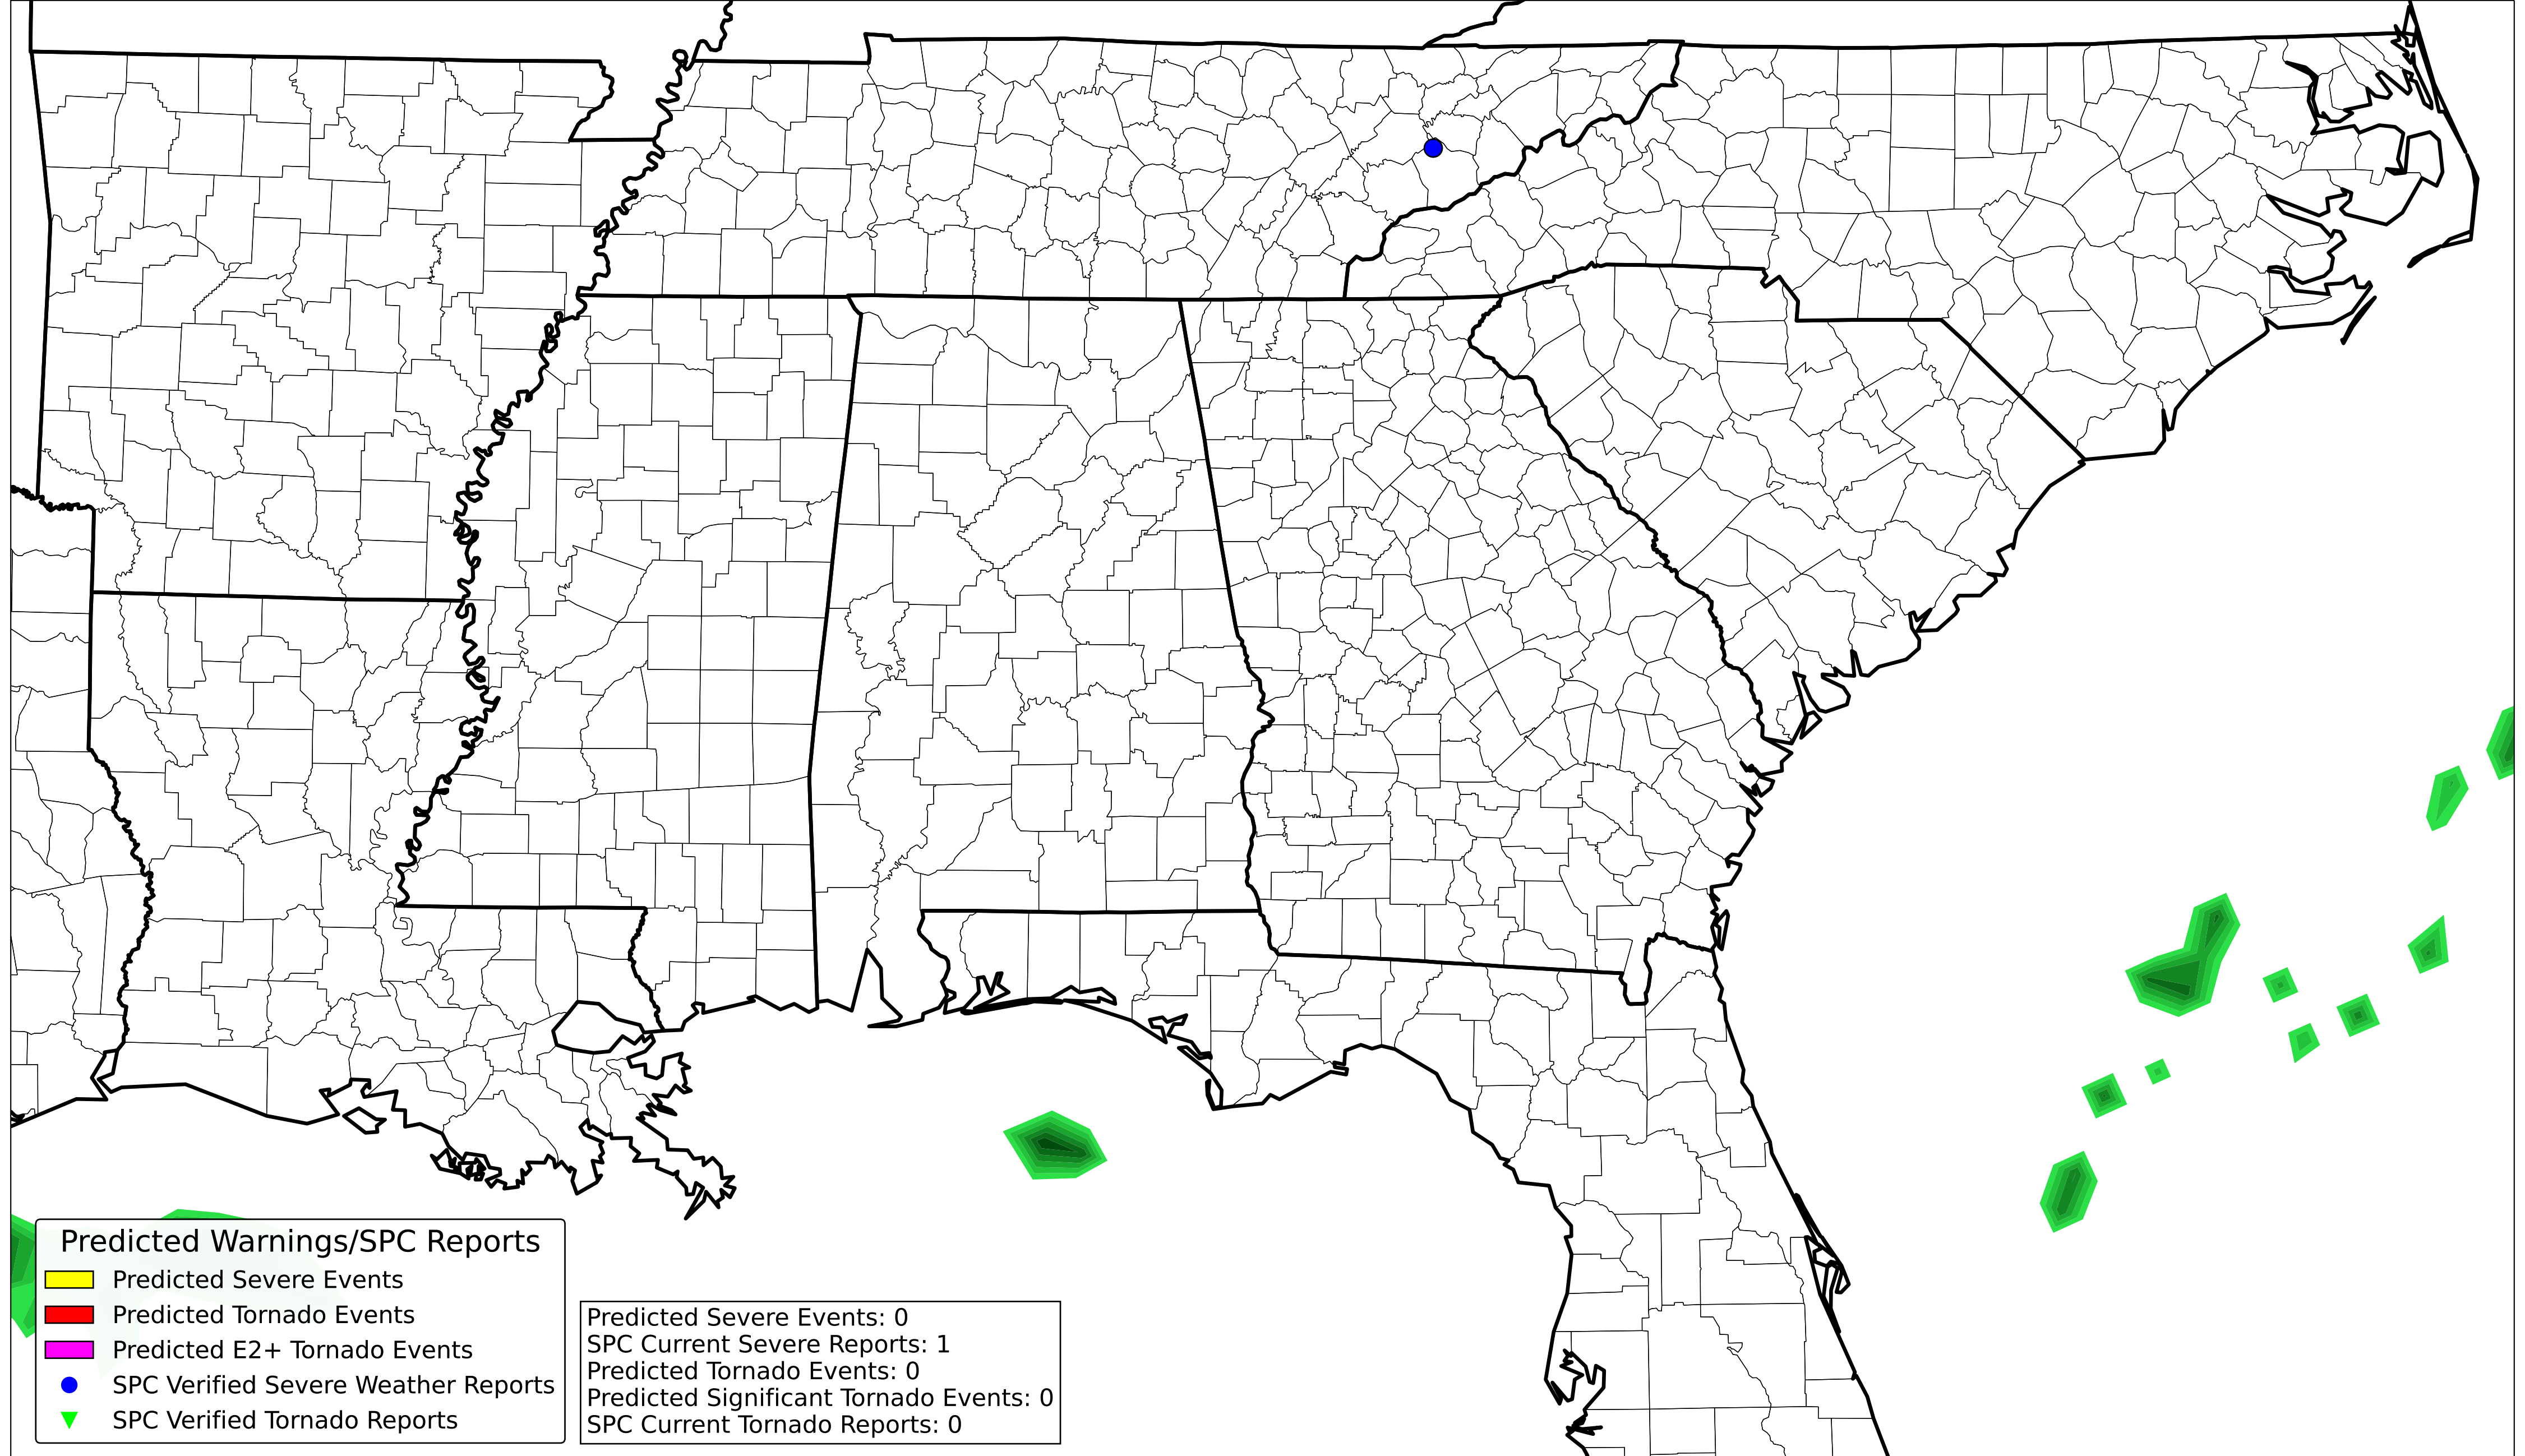 Predicted Warnings/SPC Reports
Predicted Severe Events
Predicted Tornado Events
Predicted E2+ Tornado Events
SPC Verified Severe Weather Reports
SPC Verified Tornado Reports
Predicted Severe Events: 0
SPC Current Severe Reports: 1
Predicted Tornado Events: 0
Predicted Significant Tornado Events: 0
SPC Current Tornado Reports: 0